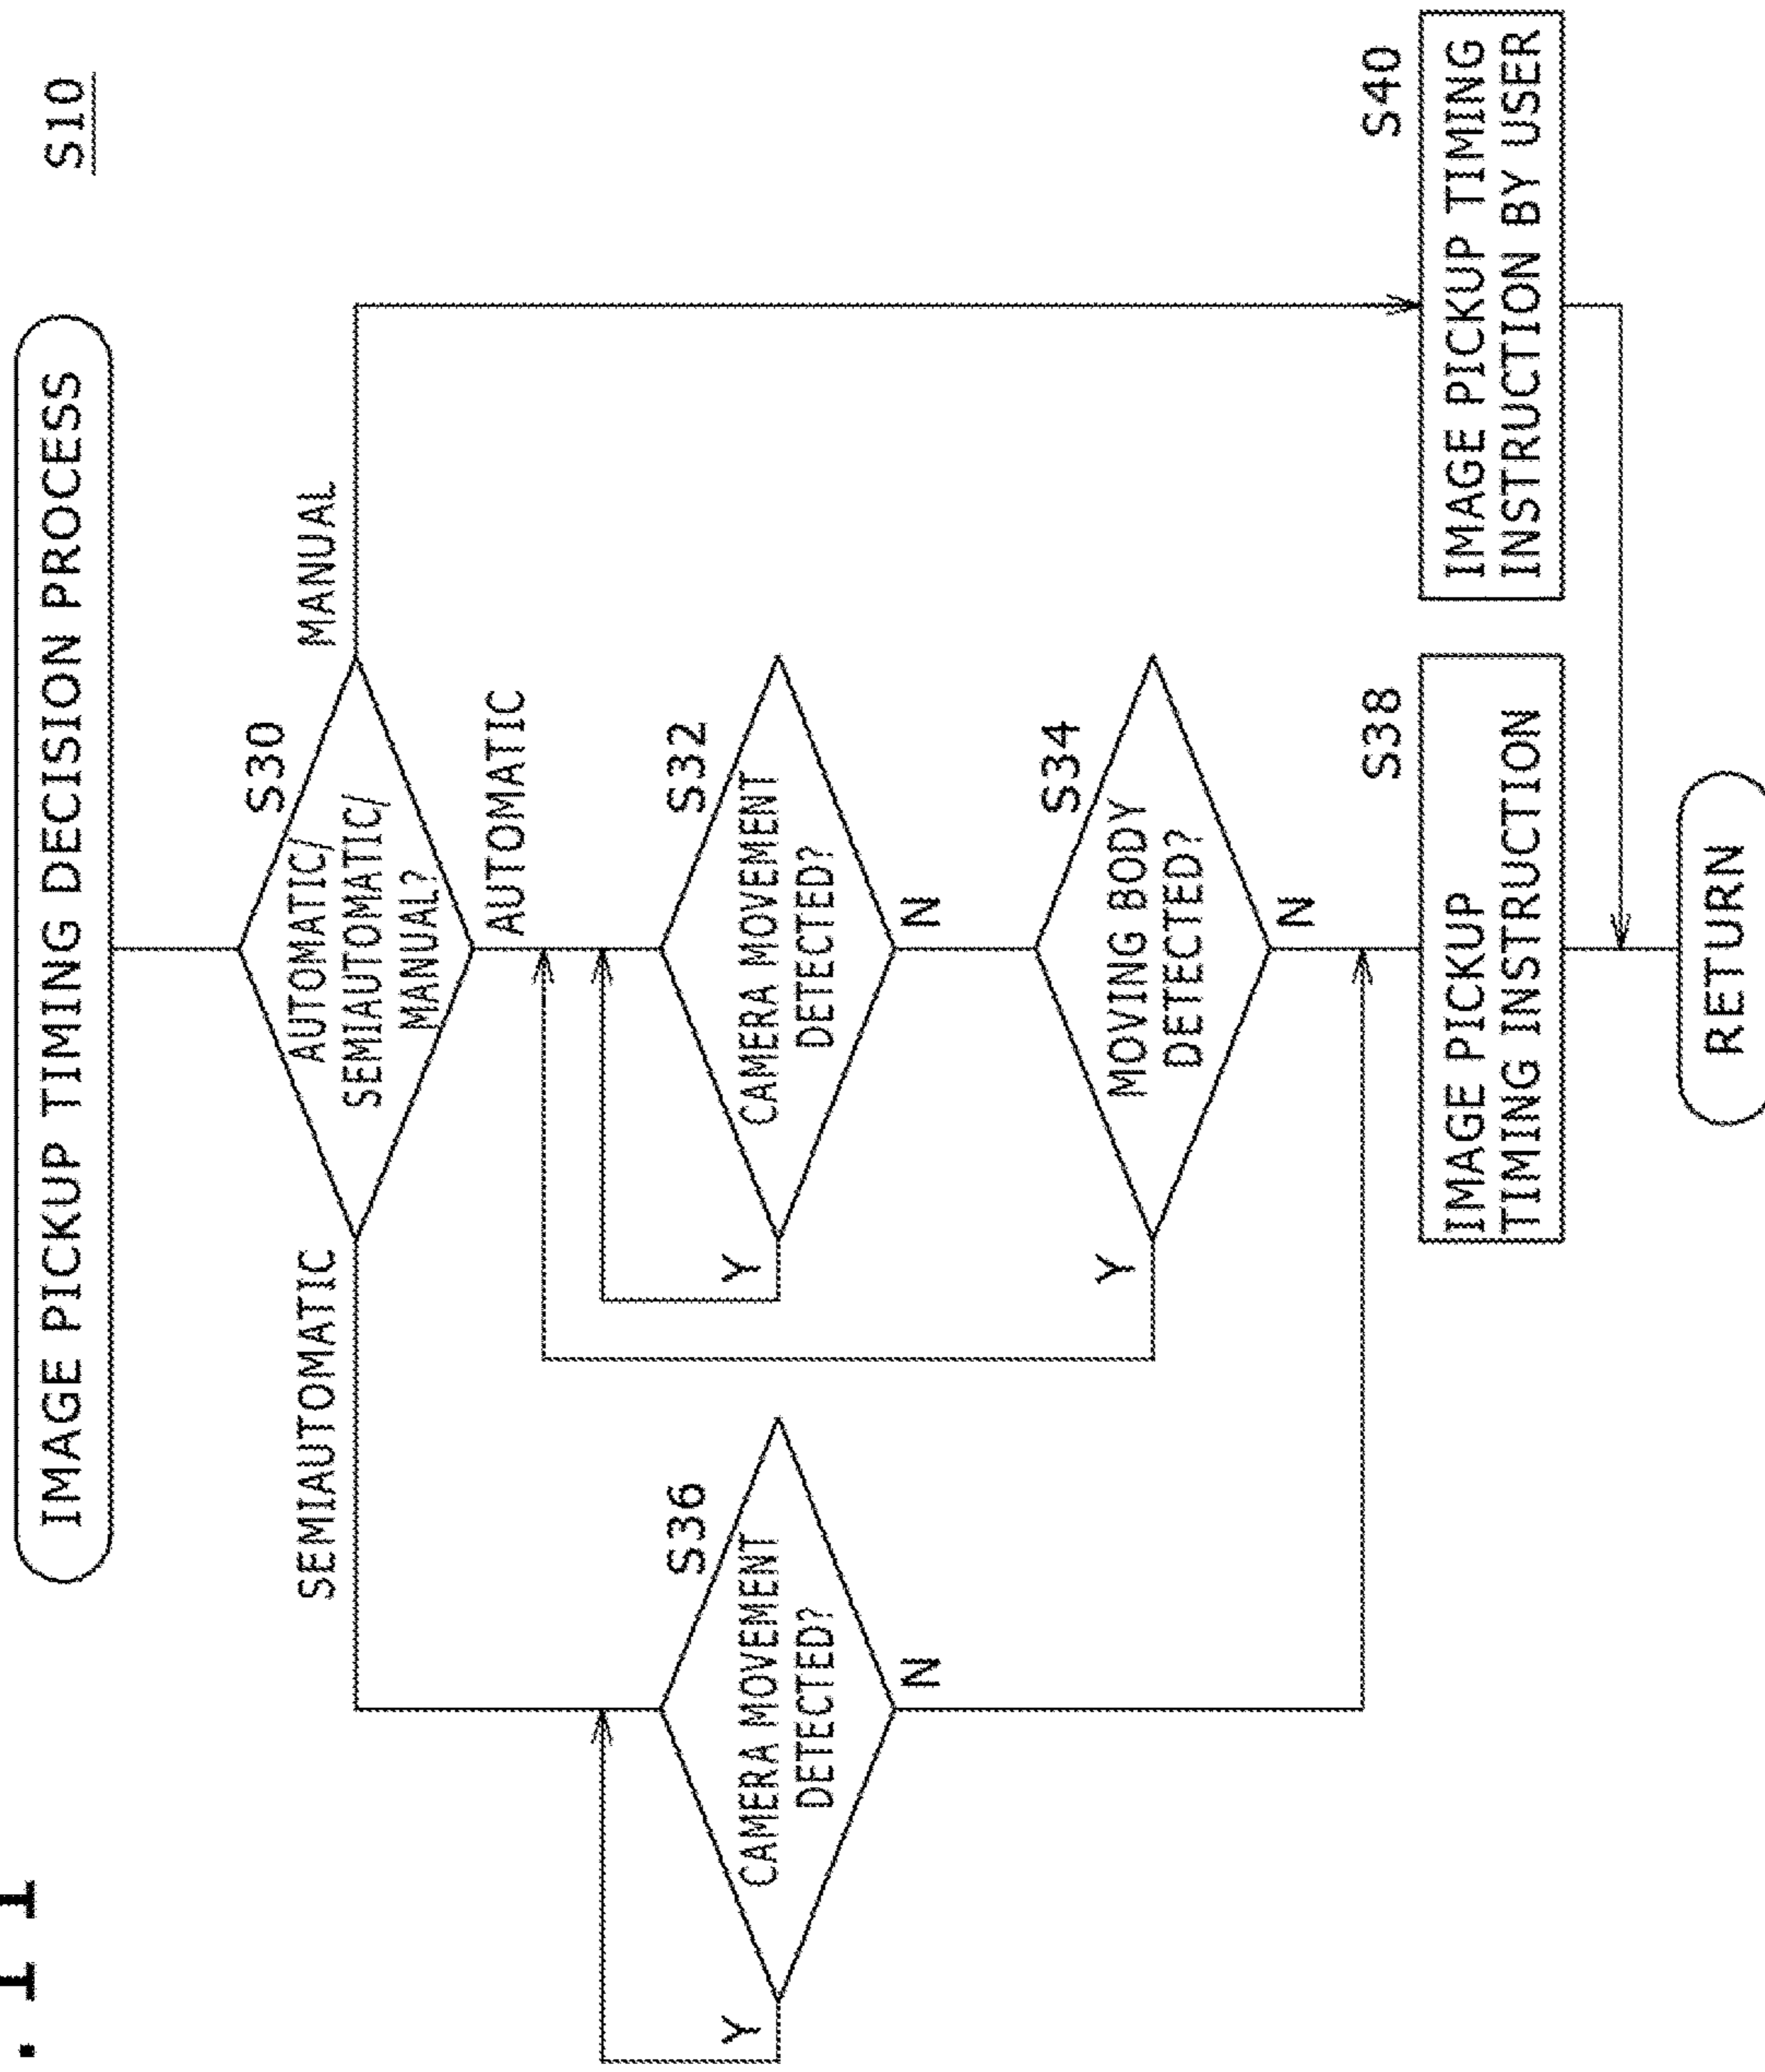 . 1 1
IMAGE PICKUP TIMING DECISION PROCESS
S10
S30
AUTOMATIC/
SEMIAUTOMATIC/
MANUAL?
SEMIAUTOMATIC
MANUAL
AUTOMATIC
S36
CAMERA MOVEMENT
DETECTED?
Y
N
S32
CAMERA MOVEMENT
DETECTED?
Y
N
S34
MOVING BODY
DETECTED?
Y
N
S38
IMAGE PICKUP
TIMING INSTRUCTION
S40
IMAGE PICKUP TIMING
INSTRUCTION BY USER
RETURN